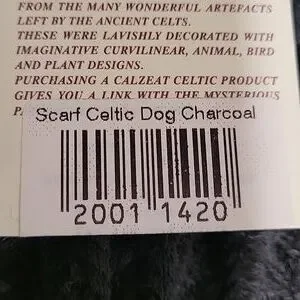 FROM THE MANY WONDERFUL ARTEFACTS
LEFT BY THE ANCIENT CELTS.
THESE WERE LAVISHLY DECORATED WITH
IMAGINATIVE CURVILINEAR, ANIMAL, BIRD
AND PLANT DESIGNS.
PURCHASING A CALZEAT CELTIC PRODUCT
GIVES YOU A LINK WITH THE MYSTERIOUS
Scarf Celtic Dog Charcoal
2001 1420